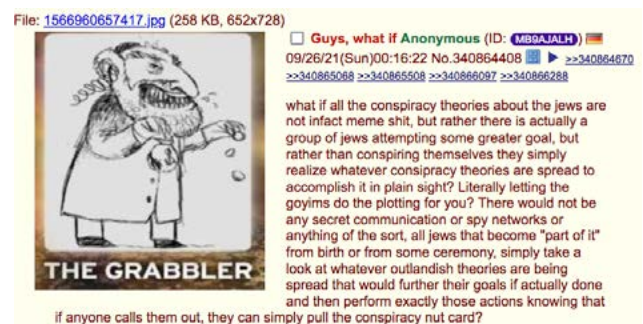 File: 1566960657417.jpg (258 KB, 652x728)
Guys, what if Anonymous (ID: MB9AJALH)
09/26/21(Sun)00:16:22 No.340864408 >>340864670
>>340865068 >>340865508 >>340866097 >>340866288
what if all the conspiracy theories about the jews are
not infact meme shit, but rather there is actually a
group of jews attempting some greater goal, but
rather than conspiring themselves they simply
realize whatever consipracy theories are spread to
accomplish it in plain sight? Literally letting the
goyims do the plotting for you? There would not be
any secret communication or spy networks or
anything of the sort, all jews that become "part of it"
from birth or from some ceremony, simply take a
look at whatever outlandish theories are being
spread that would further their goals if actually done
and then perform exactly those actions knowing that
if anyone calls them out, they can simply pull the conspiracy nut card?
THE GRABBLER